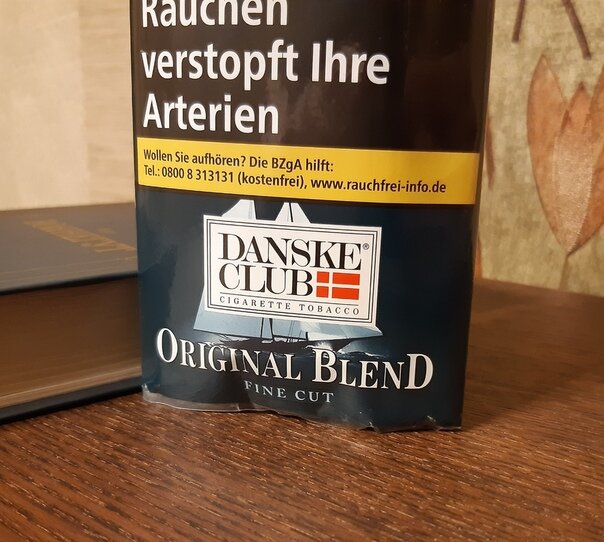 Rauchen
verstopft Ihre
Arterien
Wollen Sie aufhören? Die BZgA hilft:
Tel.: 0800 8 313131 (kostenfrei), www.rauchfrei-info.de
DANSKE®
CLUB
CIGARETTE TOBACCO
ORIGINAL BLEND
FINE CUT